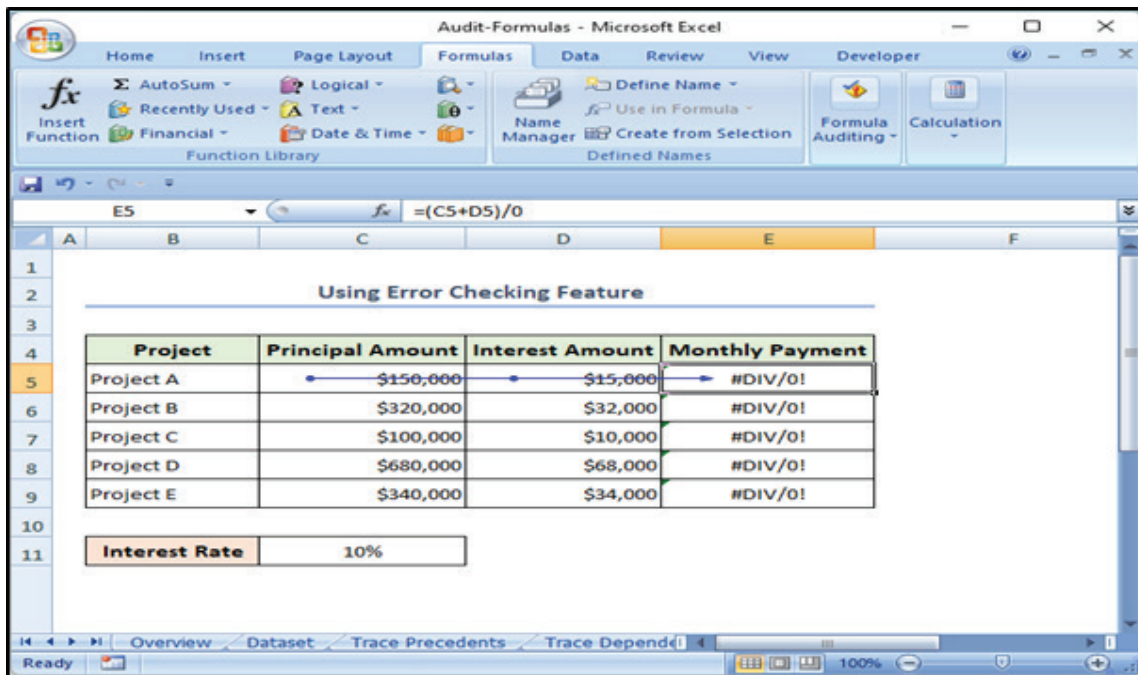 Audit-Formulas - Microsoft Excel
Home Insert Page Layout Formulas Data Review View Developer
fx Insert Function
Σ AutoSum
Recently Used
Financial
Logical
Text
Date & Time
Function Library
Name Manager
Define Name
Use in Formula
Create from Selection
Defined Names
Formula Auditing
Calculation
E5 fx =(C5+D5)/0
A B C D E F
1
2 Using Error Checking Feature
3
4 Project Principal Amount Interest Amount Monthly Payment
5 Project A $150,000 $15,000 #DIV/0!
6 Project B $320,000 $32,000 #DIV/0!
7 Project C $100,000 $10,000 #DIV/0!
8 Project D $680,000 $68,000 #DIV/0!
9 Project E $340,000 $34,000 #DIV/0!
10
11 Interest Rate 10%
Overview Dataset Trace Precedents Trace Depende
Ready 100%